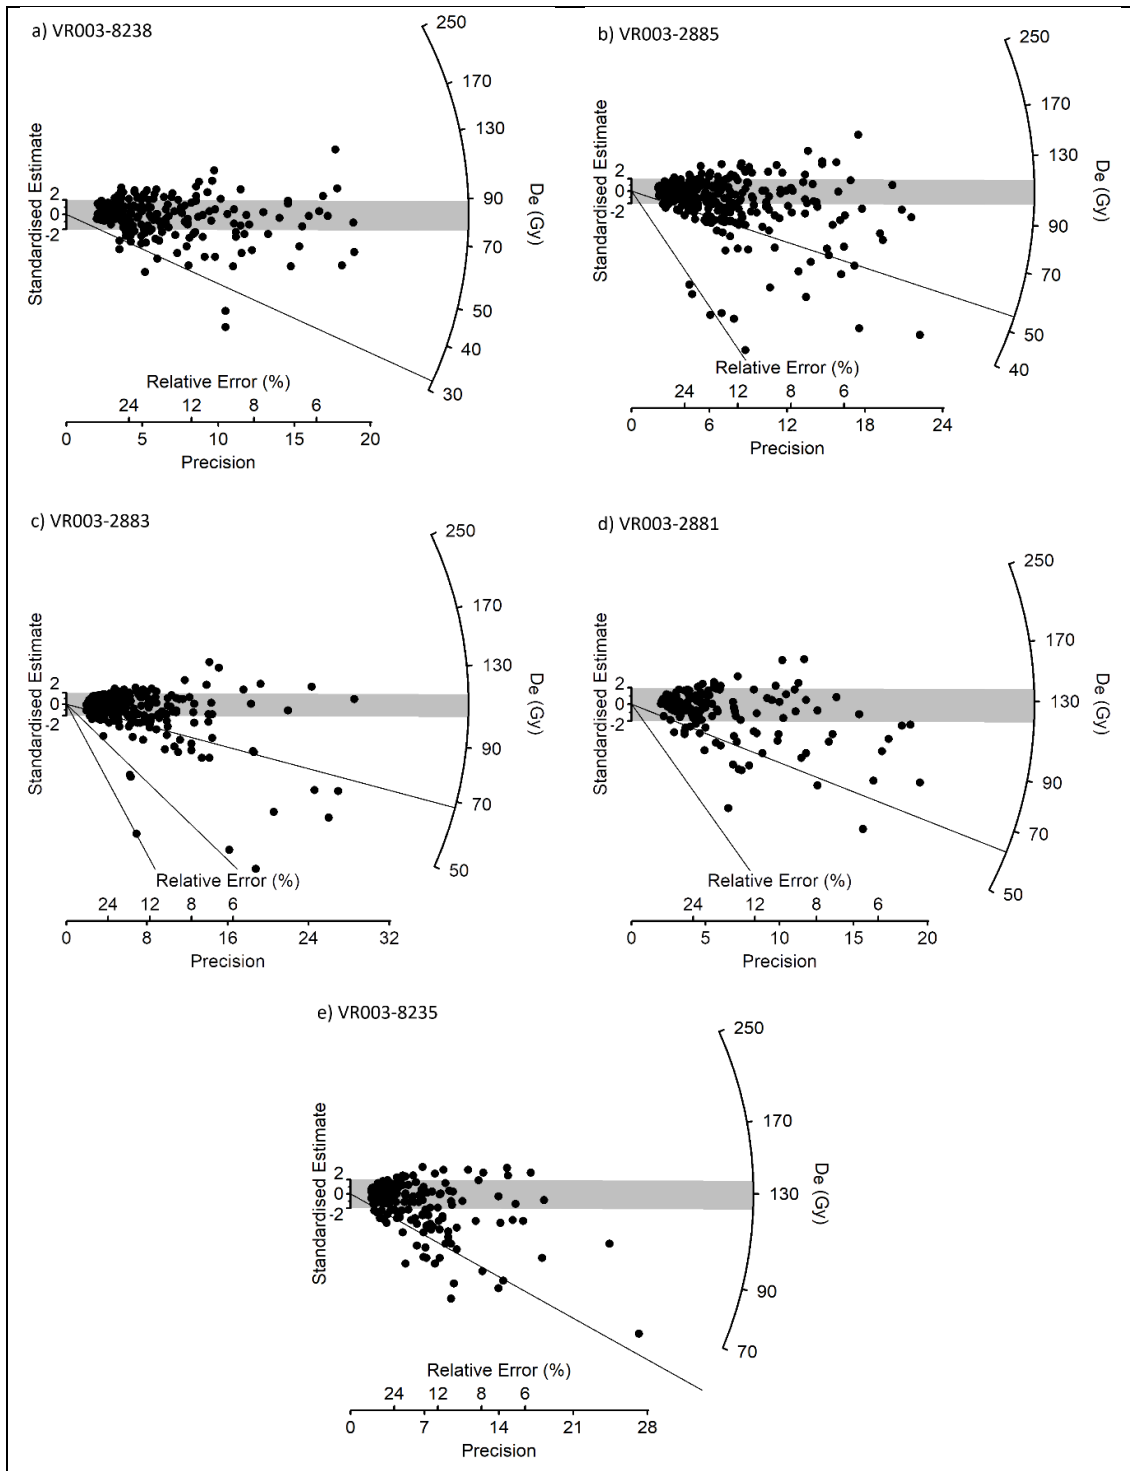 a) VR003-8238
250
170
130
90
70
50
40
30
De (Gy)
Standardised Estimate
2
0
-2
Relative Error (%)
24 12 8 6
0 5 10 15 20
Precision
b) VR003-2885
250
170
130
90
70
50
40
De (Gy)
Standardised Estimate
2
0
-2
Relative Error (%)
24 12 8 6
0 6 12 18 24
Precision
c) VR003-2883
250
170
130
90
70
50
De (Gy)
Standardised Estimate
2
0
-2
Relative Error (%)
24 12 8 6
0 8 16 24 32
Precision
d) VR003-2881
250
170
130
90
70
50
De (Gy)
Standardised Estimate
2
0
-2
Relative Error (%)
24 12 8 6
0 5 10 15 20
Precision
e) VR003-8235
250
170
130
90
70
De (Gy)
Standardised Estimate
2
0
-2
Relative Error (%)
24 12 8 6
0 7 14 21 28
Precision